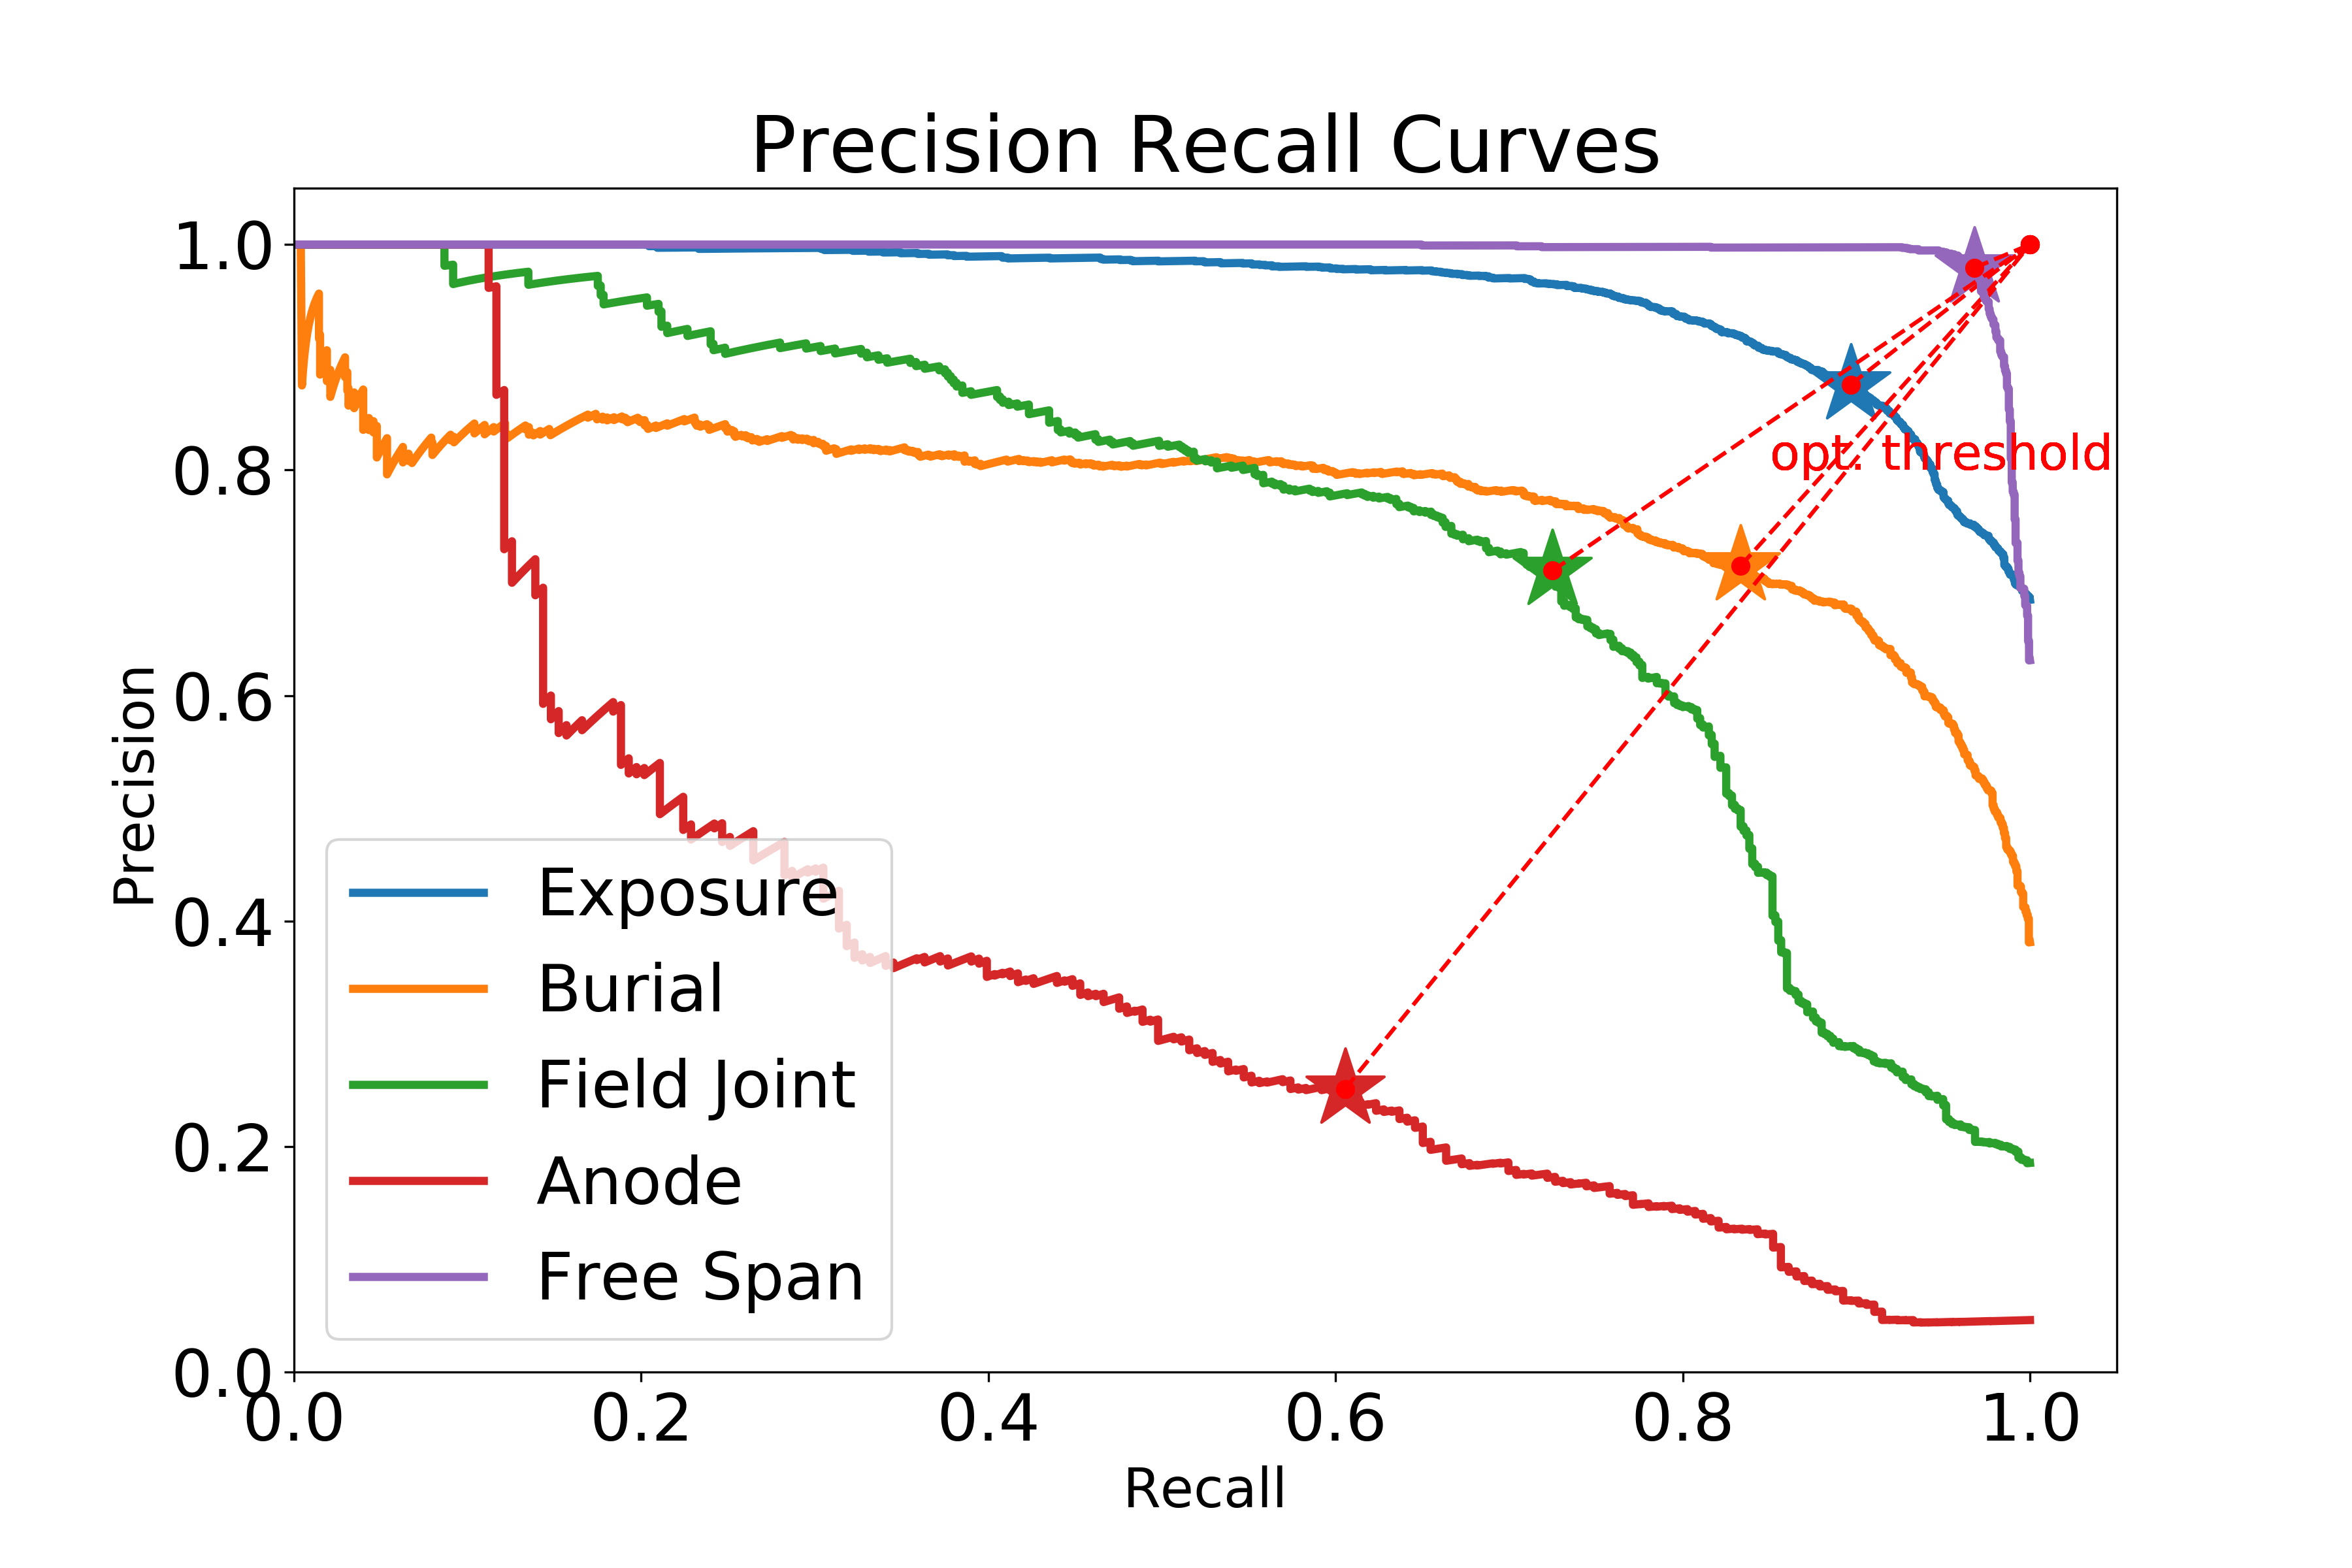 Precision Recall Curves
1.0
0.8
0.6
0.4
0.2
0.0
Precision
opt. threshold
Exposure
Burial
Field Joint
Anode
Free Span
0.0 0.2 0.4 0.6 0.8 1.0
Recall